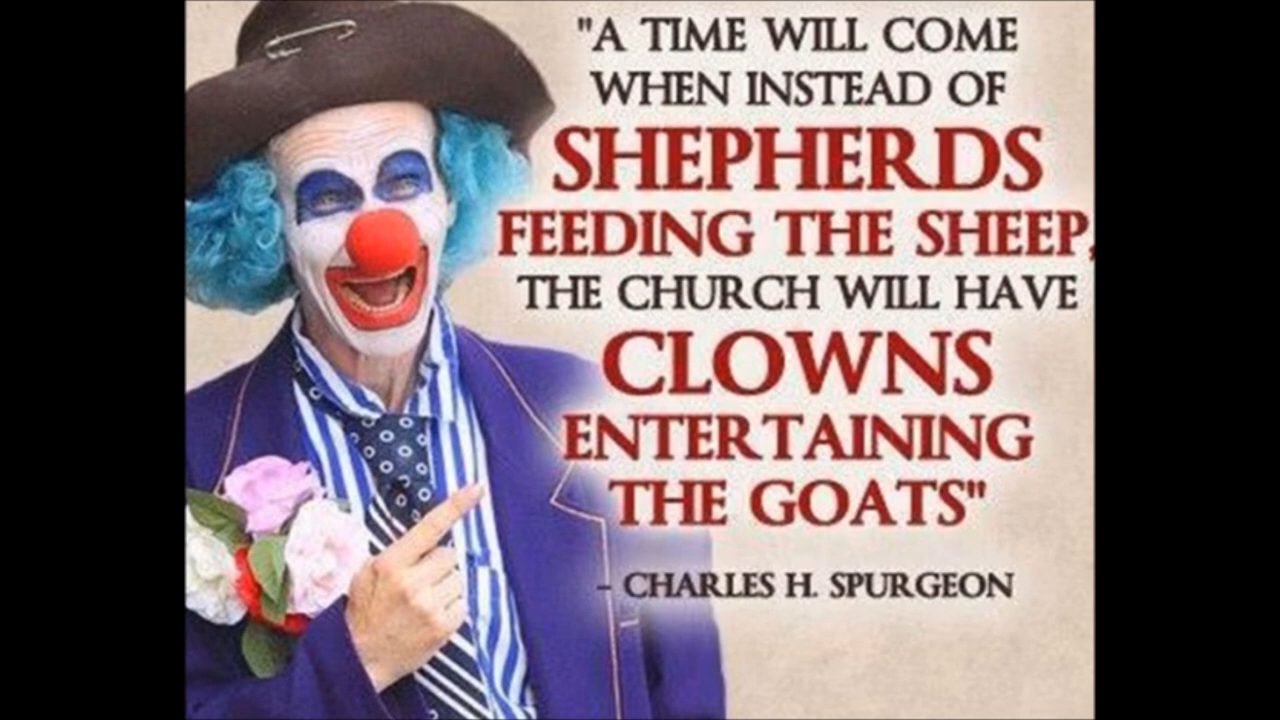 "A TIME WILL COME
WHEN INSTEAD OF
SHEPHERDS
FEEDING THE SHEEP,
THE CHURCH WILL HAVE
CLOWNS
ENTERTAINING
THE GOATS"
- CHARLES H. SPURGEON